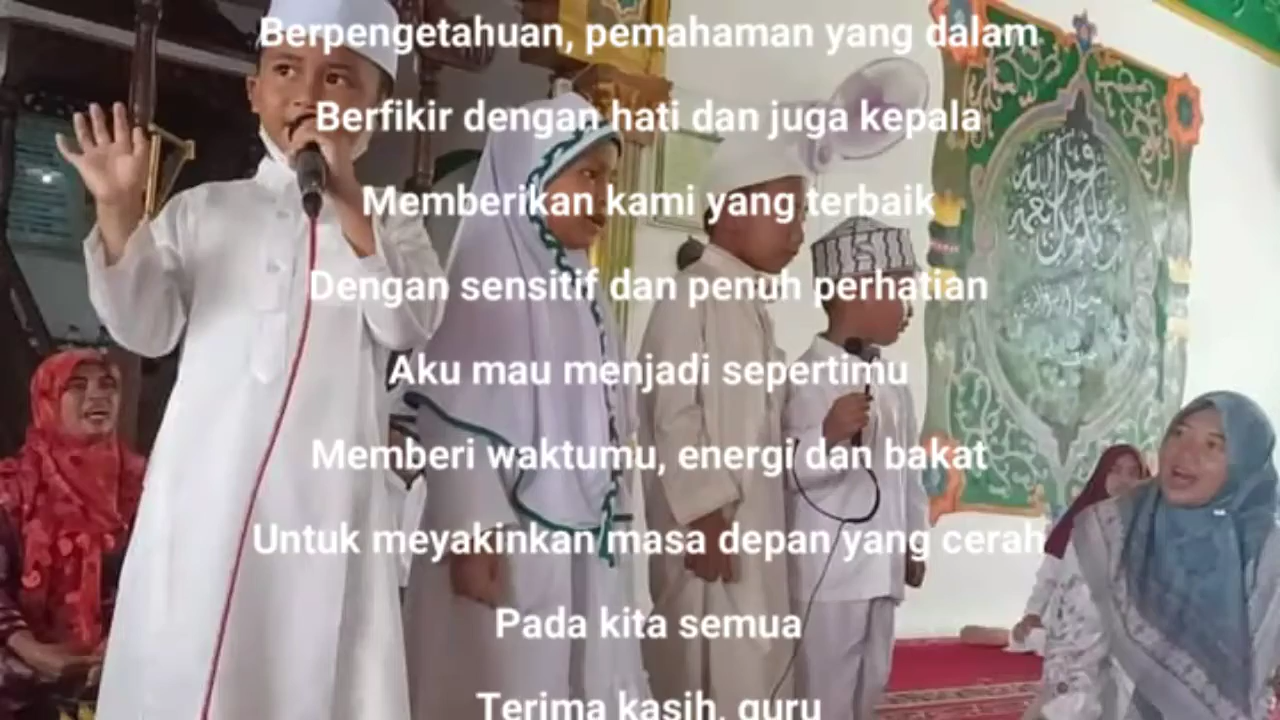 Berpengetahuan, pemahaman yang dalam
Berfikir dengan hati dan juga kepala
Memberikan kami yang terbaik
Dengan sensitif dan penuh perhatian
Aku mau menjadi sepertimu
Memberi waktumu, energi dan bakat
Untuk meyakinkan masa depan yang cerah
Pada kita semua
Terima kasih, guru